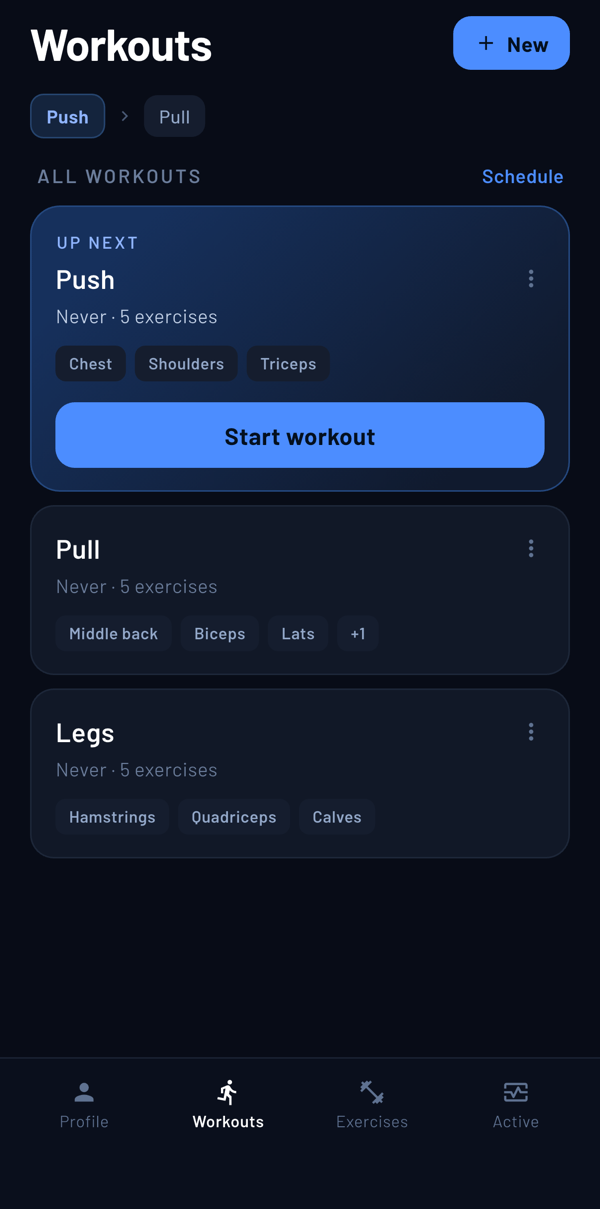 Workouts
+ New
Push > Pull
ALL WORKOUTS
Schedule
UP NEXT
Push
Never · 5 exercises
Chest Shoulders Triceps
Start workout
Pull
Never · 5 exercises
Middle back Biceps Lats +1
Legs
Never · 5 exercises
Hamstrings Quadriceps Calves
Profile Workouts Exercises Active